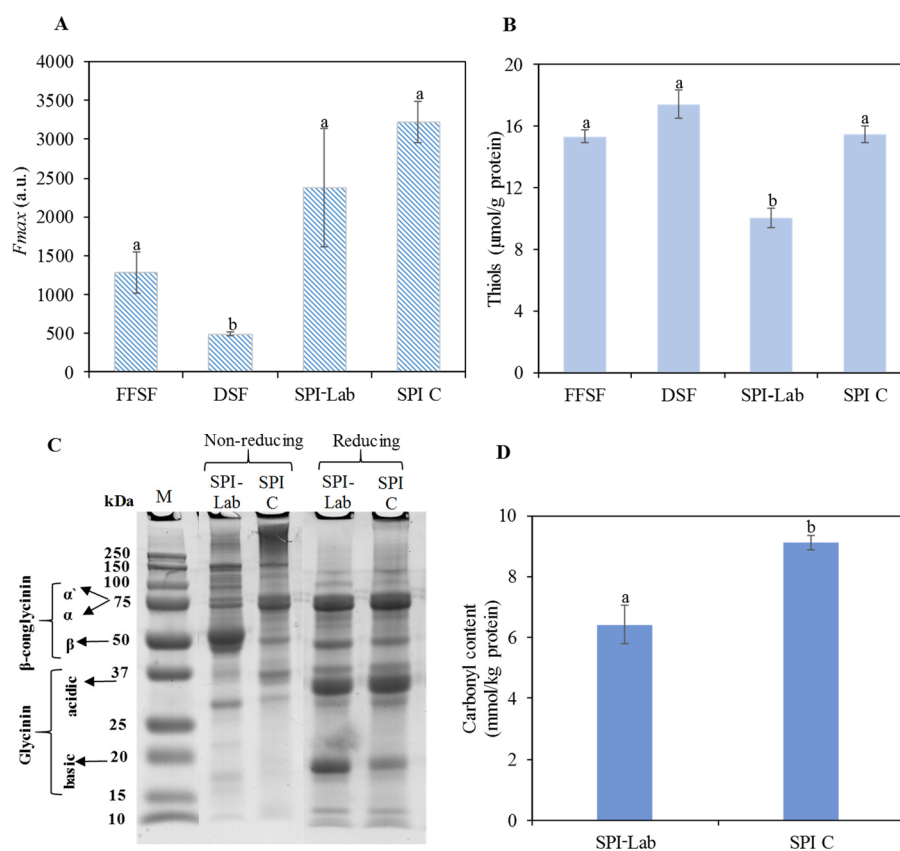 A
Fmax (a.u.)
4000
3500
3000
2500
2000
1500
1000
500
0
a
b
a
a
FFSF
DSF
SPI-Lab
SPI C
B
Thiols (µmol/g protein)
20
16
12
8
4
0
a
a
b
a
FFSF
DSF
SPI-Lab
SPI C
C
Non-reducing
Reducing
kDa
M
SPI-
Lab
SPI
C
SPI-
Lab
SPI
C
250
150
100
75
50
37
25
20
15
10
β-conglycinin
α`
α
β
Glycinin
acidic
basic
D
Carbonyl content
(mmol/kg protein)
10
8
6
4
2
0
a
b
SPI-Lab
SPI C